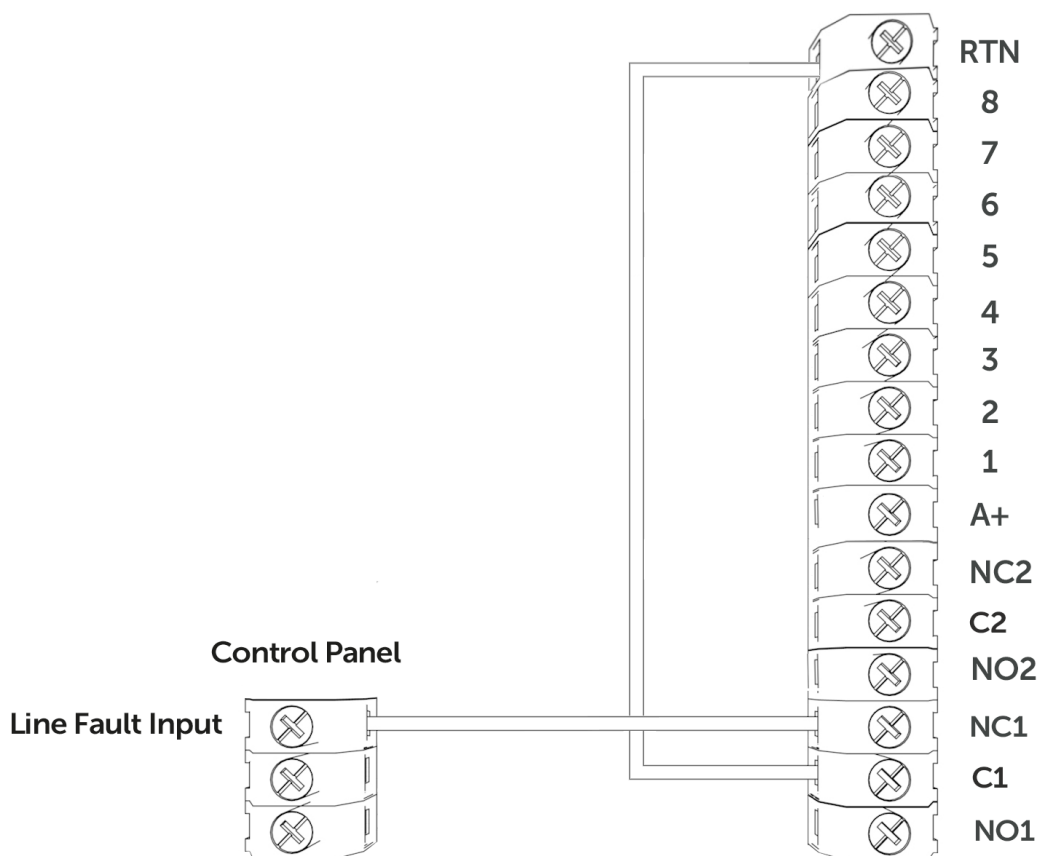 RTN
8
7
6
5
4
3
2
1
A+
NC2
C2
Control Panel
NO2
Line Fault Input
NC1
C1
NO1